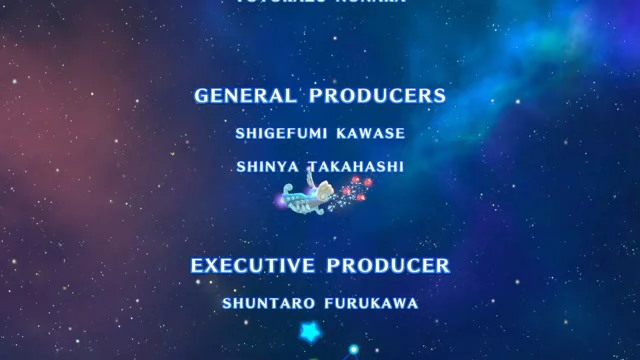 GENERAL PRODUCERS
SHIGEFUMI KAWASE
SHINYA TAKAHASHI
EXECUTIVE PRODUCER
SHUNTARO FURUKAWA